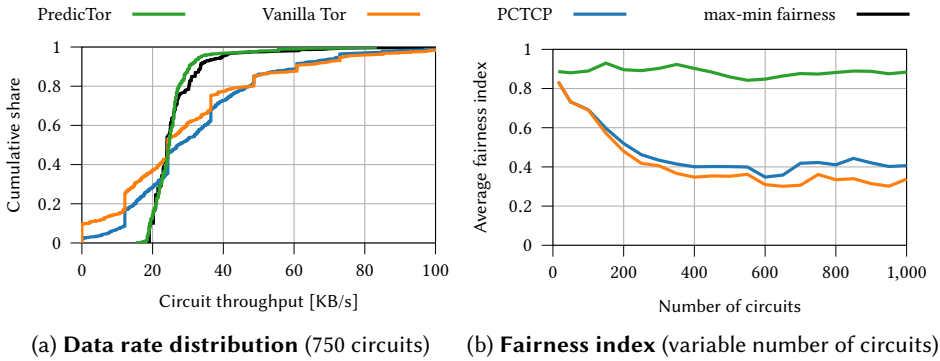 PredicTor
Vanilla Tor
PCTCP
max-min fairness
Cumulative share
1
0.8
0.6
0.4
0.2
0
0
20
40
60
80
100
Circuit throughput [KB/s]
(a) Data rate distribution (750 circuits)
Average fairness index
1
0.8
0.6
0.4
0.2
0
0
200
400
600
800
1,000
Number of circuits
(b) Fairness index (variable number of circuits)